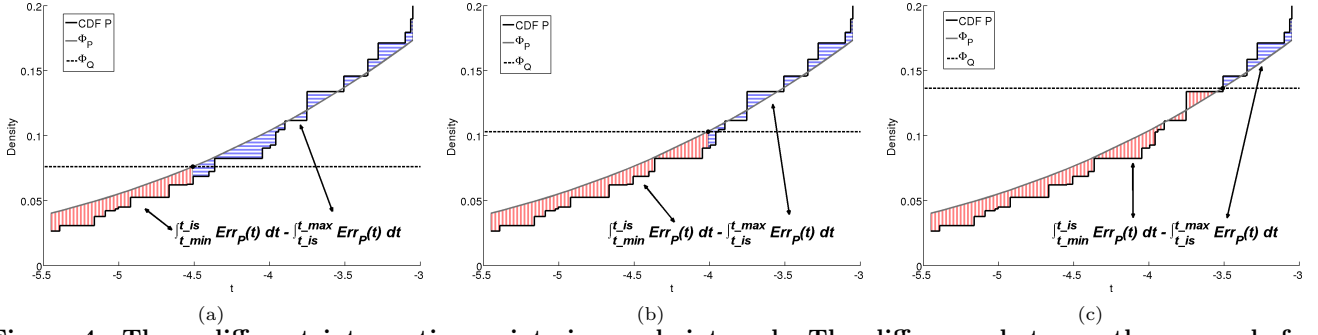 0.2
0.15
0.1
0.05
0
Density
CDF P
Φ_P
Φ_Q
∫_{t_min}^{t_is} Err_P(t) dt - ∫_{t_is}^{t_max} Err_P(t) dt
-5.5 -5 -4.5 -4 -3.5 -3
t
(a)
0.2
0.15
0.1
0.05
0
Density
CDF P
Φ_P
Φ_Q
∫_{t_min}^{t_is} Err_P(t) dt - ∫_{t_is}^{t_max} Err_P(t) dt
-5.5 -5 -4.5 -4 -3.5 -3
t
(b)
0.2
0.15
0.1
0.05
0
Density
CDF P
Φ_P
Φ_Q
∫_{t_min}^{t_is} Err_P(t) dt - ∫_{t_is}^{t_max} Err_P(t) dt
-5.5 -5 -4.5 -4 -3.5 -3
t
(c)